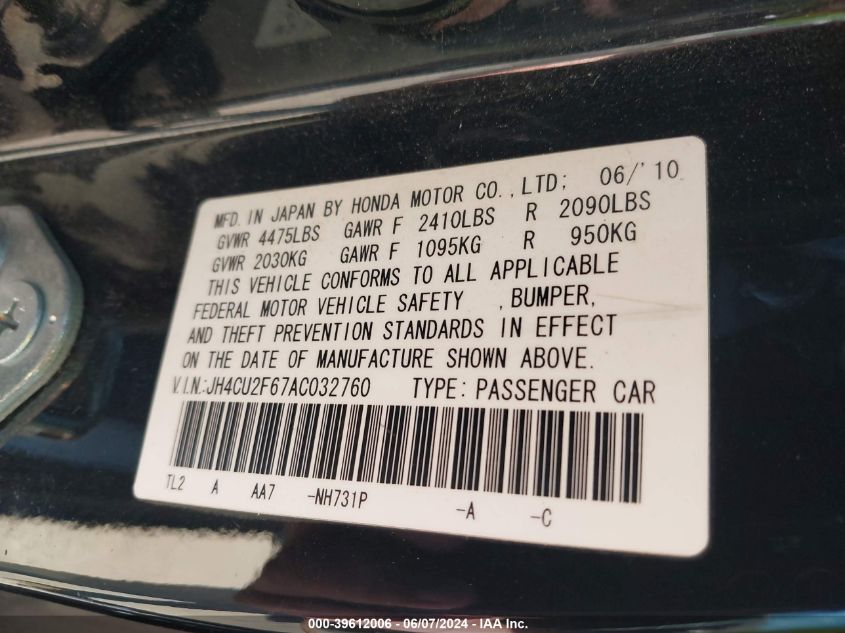 MFD. IN JAPAN BY HONDA MOTOR CO., LTD; 06/'10
GVWR 4475LBS GAWR F 2410LBS R 2090LBS
GVWR 2030KG GAWR F 1095KG R 950KG
THIS VEHICLE CONFORMS TO ALL APPLICABLE
FEDERAL MOTOR VEHICLE SAFETY , BUMPER,
AND THEFT PREVENTION STANDARDS IN EFFECT
ON THE DATE OF MANUFACTURE SHOWN ABOVE.
V.I.N.:JH4CU2F67AC032760 TYPE: PASSENGER CAR
TL2 A AA7 -NH731P -A -C
000-39612006 - 06/07/2024 - IAA Inc.